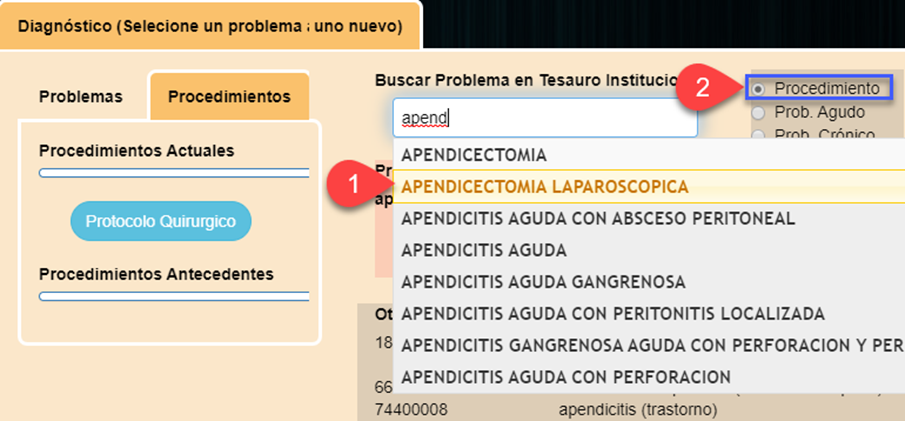 Diagnóstico (Selecione un problema a uno nuevo)
Problemas
Procedimientos
Procedimientos Actuales
Protocolo Quirurgico
Procedimientos Antecedentes
Buscar Problema en Tesauro Institucio
2
Procedimiento
Prob. Agudo
Prob. Crónico
apend
1
Pr
ap
APENDICECTOMIA
APENDICECTOMIA LAPAROSCOPICA
APENDICITIS AGUDA CON ABSCESO PERITONEAL
APENDICITIS AGUDA
APENDICITIS AGUDA GANGRENOSA
APENDICITIS AGUDA CON PERITONITIS LOCALIZADA
APENDICITIS GANGRENOSA AGUDA CON PERFORACION Y PER
APENDICITIS AGUDA CON PERFORACION
Ot
18
66
74400008 apendicitis (trastorno)